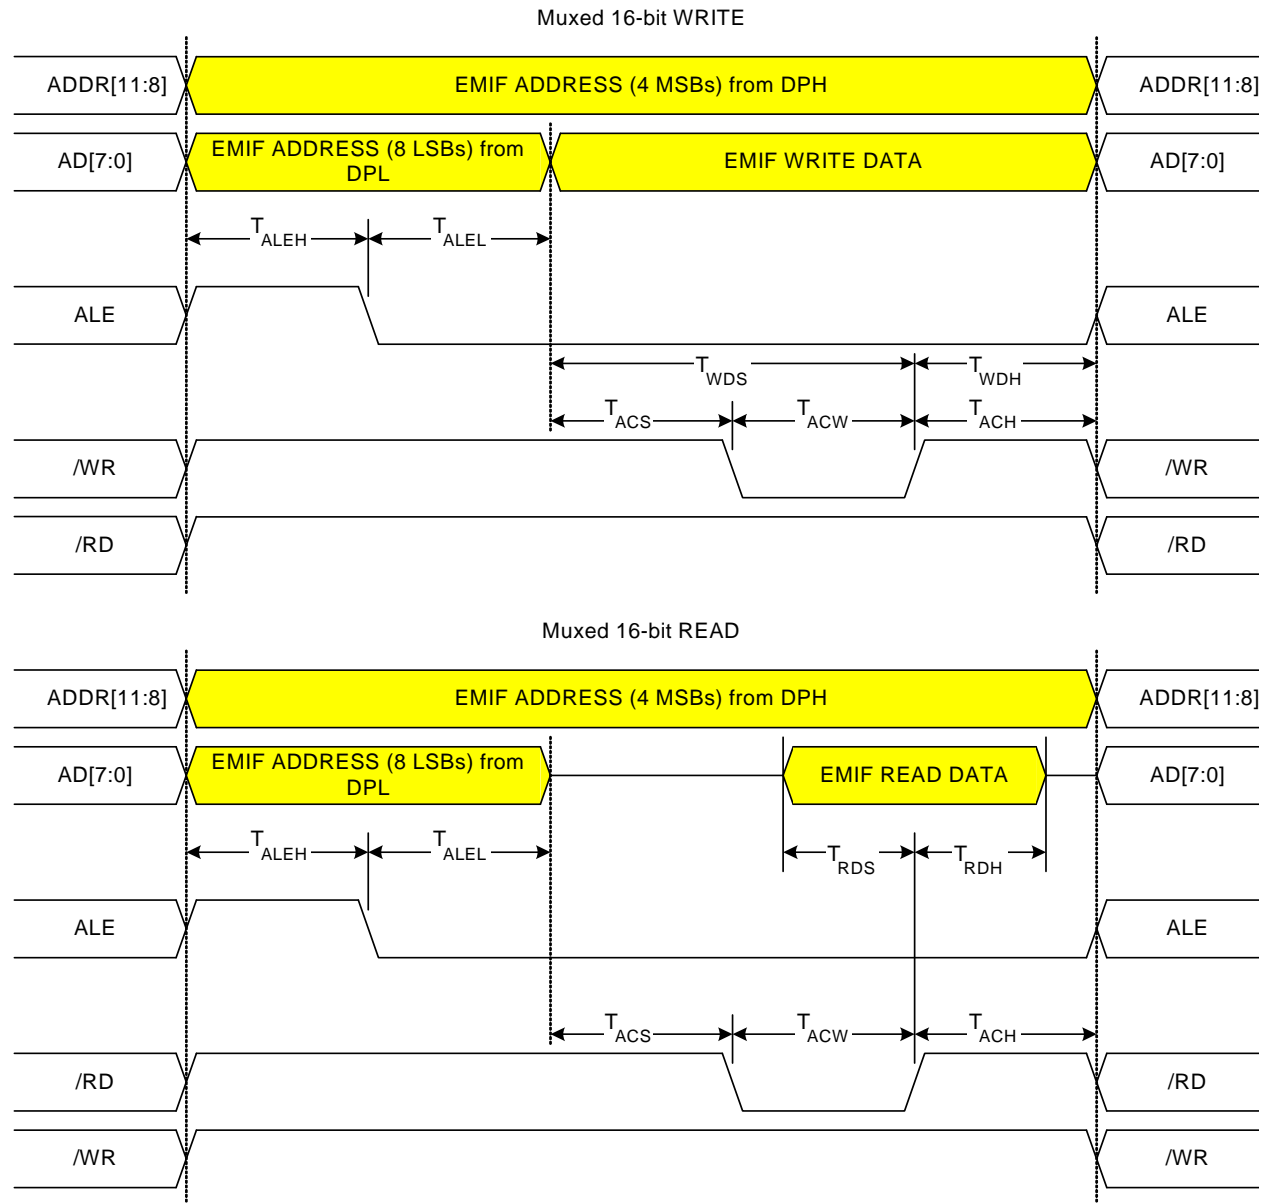 Muxed 16-bit WRITE
ADDR[11:8] EMIF ADDRESS (4 MSBs) from DPH ADDR[11:8]
AD[7:0] EMIF ADDRESS (8 LSBs) from DPL EMIF WRITE DATA AD[7:0]
TALEH TALEL
ALE ALE
TWDS TWDH
TACS TACW TACH
/WR /WR
/RD /RD
Muxed 16-bit READ
ADDR[11:8] EMIF ADDRESS (4 MSBs) from DPH ADDR[11:8]
AD[7:0] EMIF ADDRESS (8 LSBs) from DPL EMIF READ DATA AD[7:0]
TALEH TALEL TRDS TRDH
ALE ALE
TACS TACW TACH
/RD /RD
/WR /WR